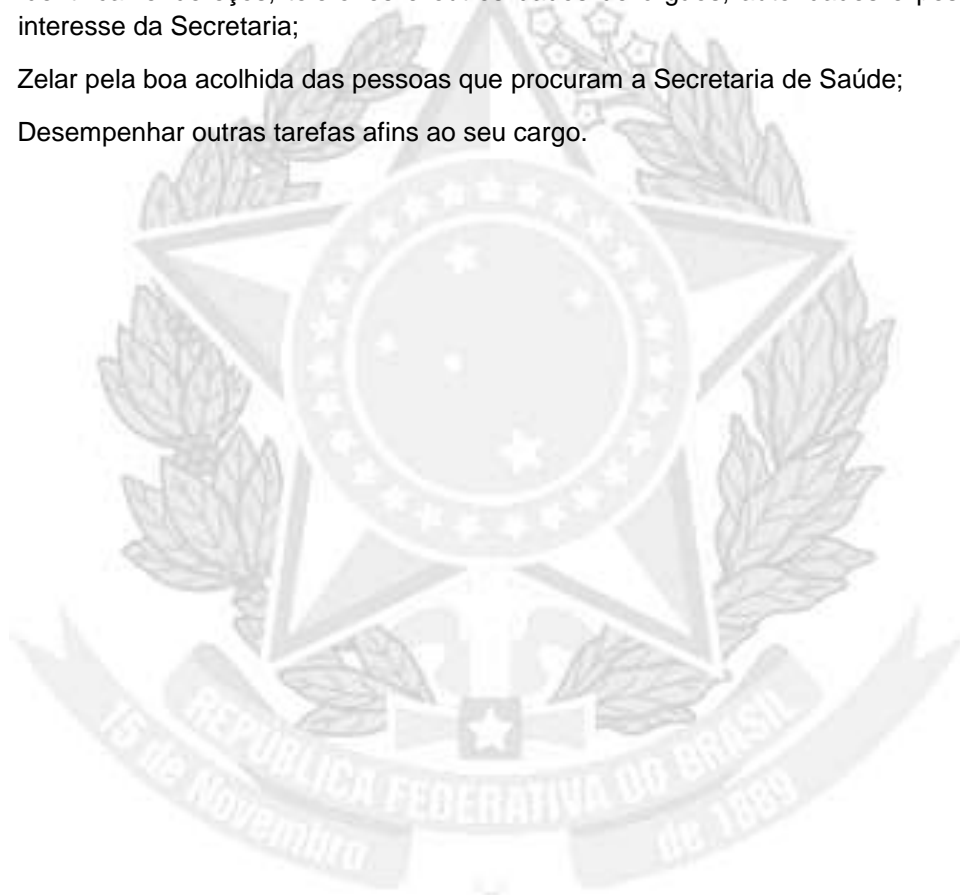 interesse da Secretaria;
Zelar pela boa acolhida das pessoas que procuram a Secretaria de Saúde;
Desempenhar outras tarefas afins ao seu cargo.
REPÚBLICA FEDERATIVA DO BRASIL
15 de Novembro de 1889